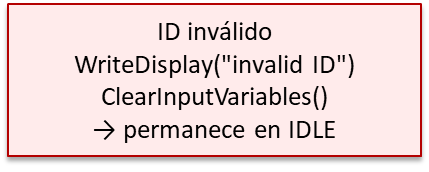 ID inválido
WriteDisplay("invalid ID")
ClearInputVariables()
→ permanece en IDLE